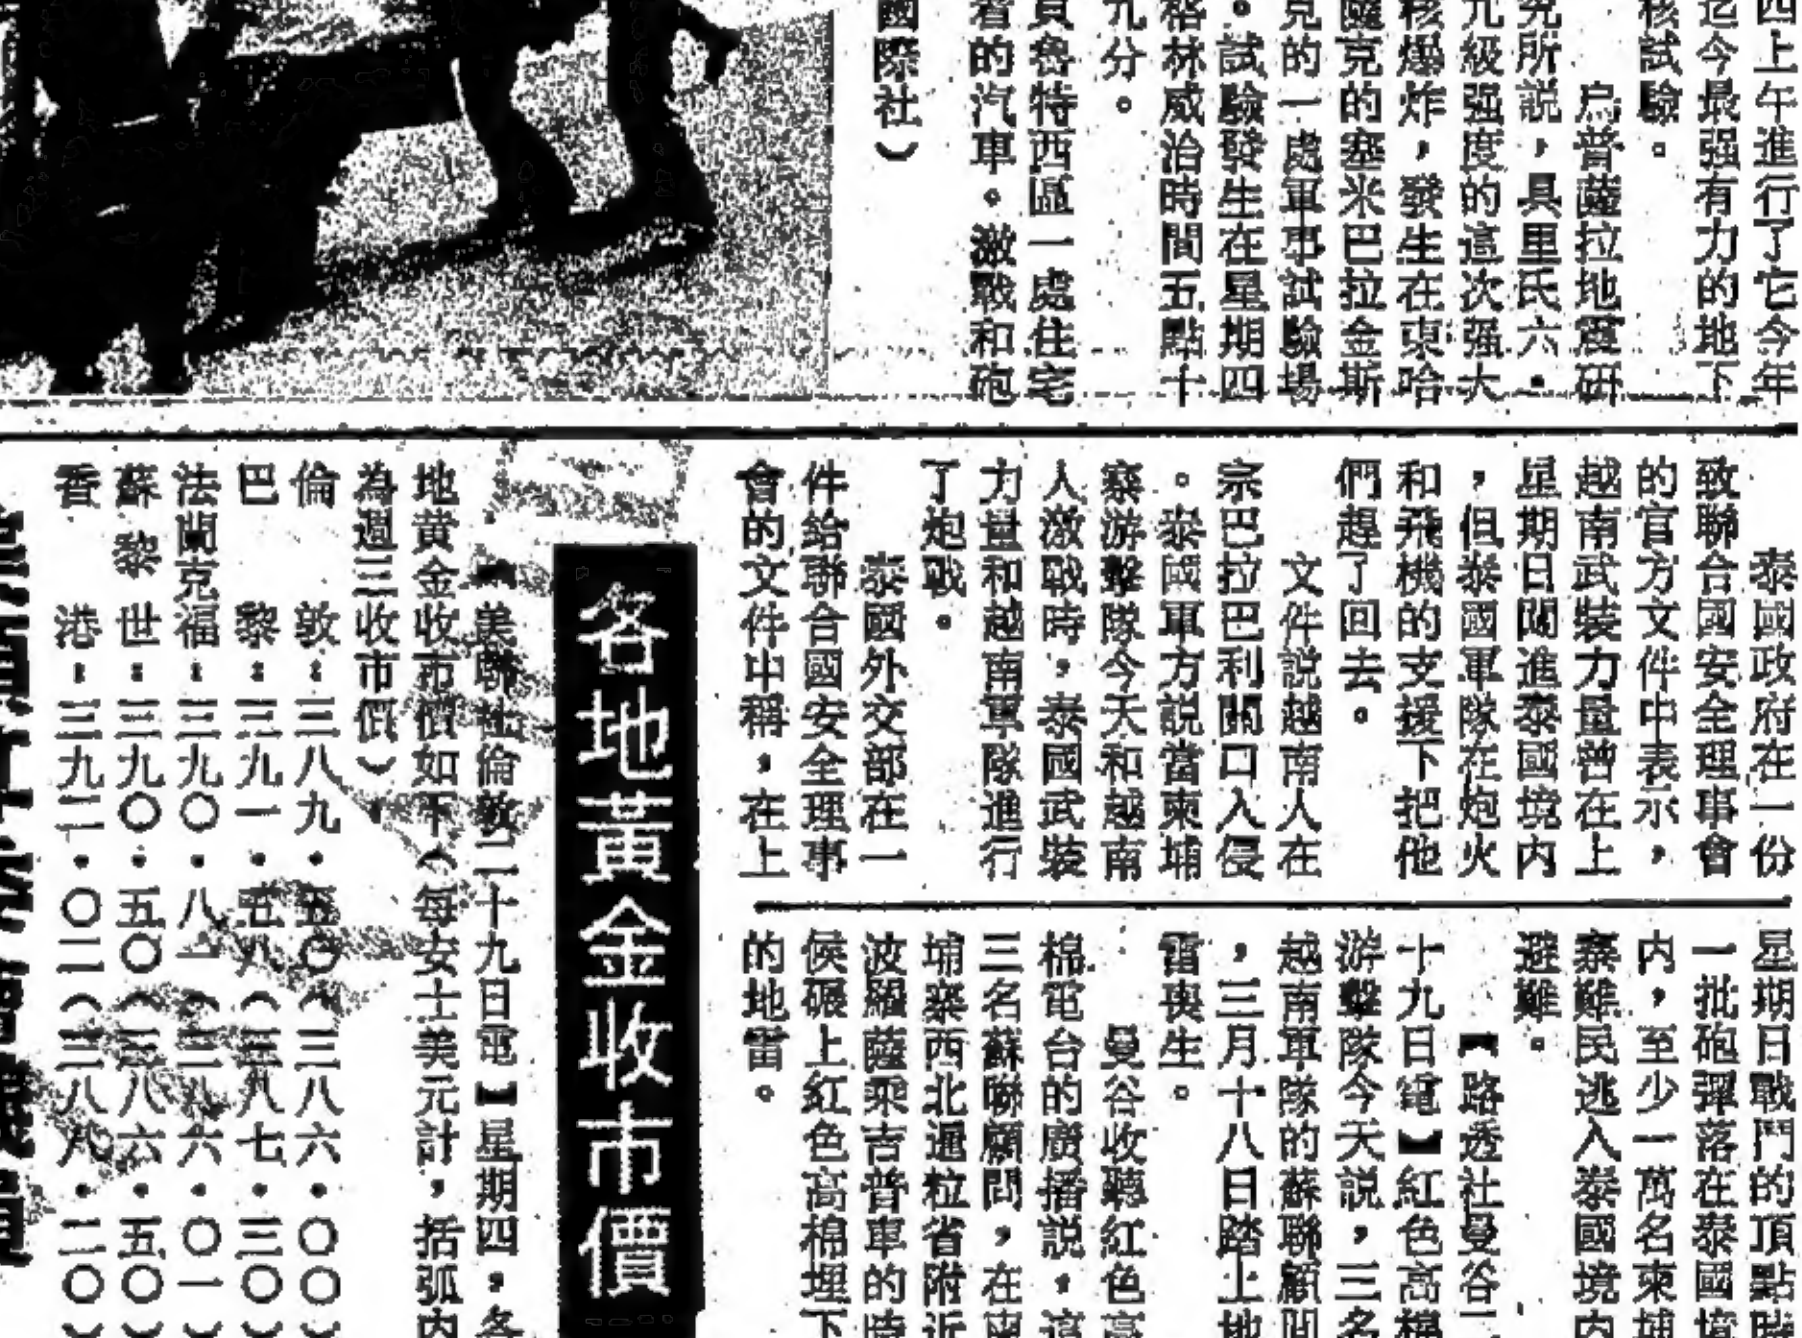 四上午進行了它今年
迄今最强有力的地下
核試驗。
烏普薩拉地震研
究所説，具里氏六·
九級强度的這次强大
核爆炸，發生在東哈
薩克的塞米巴拉金斯
克的一處軍事試驗場
。試驗發生在星期四
格林威治時間五點十
九分。
貝魯特西區一處住宅
着的汽車。激戰和砲
國際社）
泰國政府在一份
致聯合國安全理事會
的官方文件中表示，
越南武裝力量曾在上
星期日闖進泰國境内
，但泰國軍隊在炮火
和飛機的支援下把他
們趕了回去。
文件説越南人在
宗巴拉巴利關口入侵
。泰國軍方説當柬埔
寨游擊隊今天和越南
人激戰時，泰國武裝
力量和越南軍隊進行
了炮戰。
泰國外交部在一
件給聯合國安全理事
會的文件中稱，在上
星期日戰鬥的頂點時
一批砲彈落在泰國境
内，至少一萬名柬埔
寨難民逃入泰國境内
避難。
【路透社曼谷二
十九日電】紅色高棉
游擊隊今天説，三名
越南軍隊的蘇聯顧問
，三月十八日踏上地
雷喪生。
曼谷收聽紅色高
棉電台的廣播説，這
三名蘇聯顧問，在柬
埔寨西北暹粒省附近
波羅薩乘吉普車的時
候碾上紅色高棉埋下
的地雷。
各地黃金收市價
【美聯社倫敦二十九日電】星期四，各
地黄金收市價如下（每安士美元計，括弧内
為週三收市價）：
倫敦：三八九·五〇（三八六·〇〇）
巴黎：三九一·五八（三八七·三〇）
法蘭克福：三九〇·八一（三八六·〇一）
蘇黎世：三九〇·五〇（三八六·五〇）
香港：三九二·〇二（三八八·二〇）